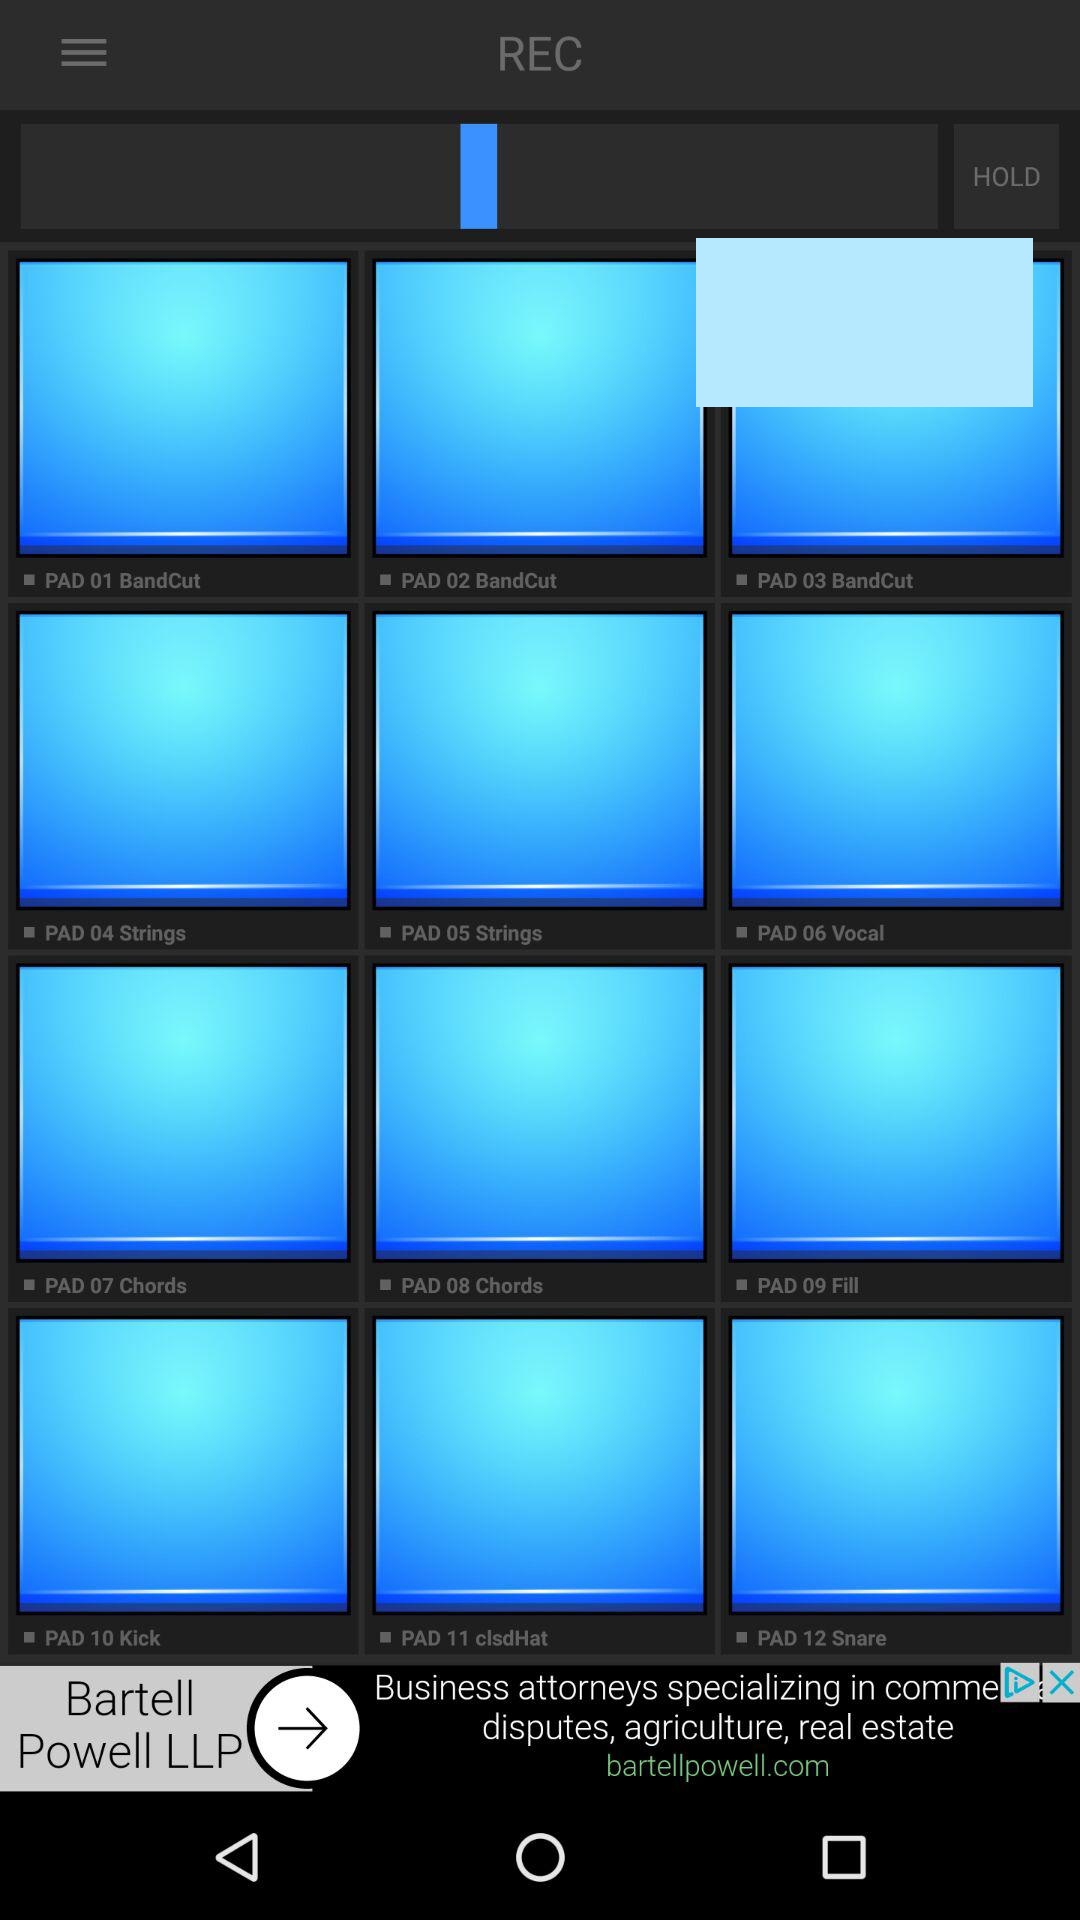 REC
HOLD
PAD 01 BandCut
PAD 02 BandCut
PAD 03 BandCut
PAD 04 Strings
PAD 05 Strings
PAD 06 Vocal
PAD 07 Chords
PAD 08 Chords
PAD 09 Fill
PAD 10 Kick
PAD 11 clsdHat
PAD 12 Snare
Bartell
Powell LLP
Business attorneys specializing in
disputes, agriculture, real estate
bartellpowell.com